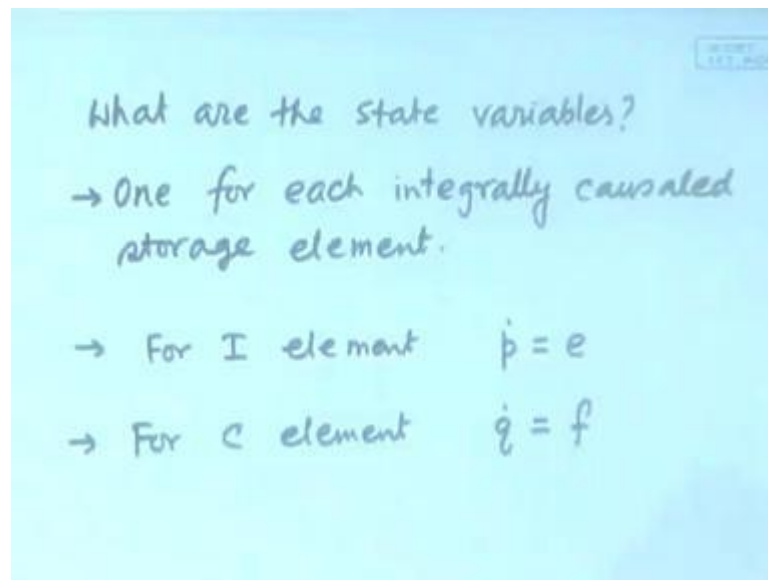 What are the state variables?
→ One for each integrally causaled
storage element.
→ For I element ṗ = e
→ For C element q̇ = f